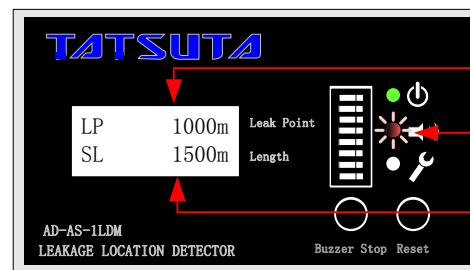 TATSUTA
LP 1000m Leak Point
SL 1500m Length
AD-AS-1LDM
LEAKAGE LOCATION DETECTOR
Buzzer Stop Reset